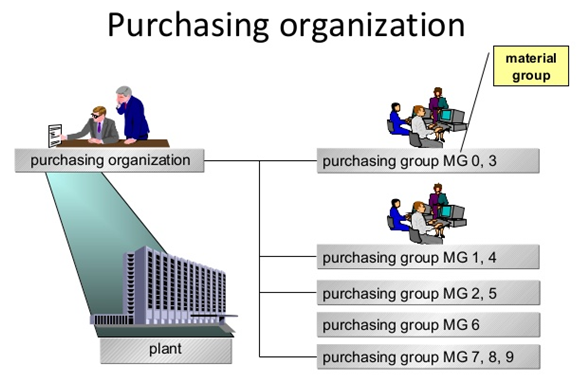 Purchasing organization
material
group
purchasing organization
purchasing group MG 0, 3
purchasing group MG 1, 4
purchasing group MG 2, 5
purchasing group MG 6
purchasing group MG 7, 8, 9
plant